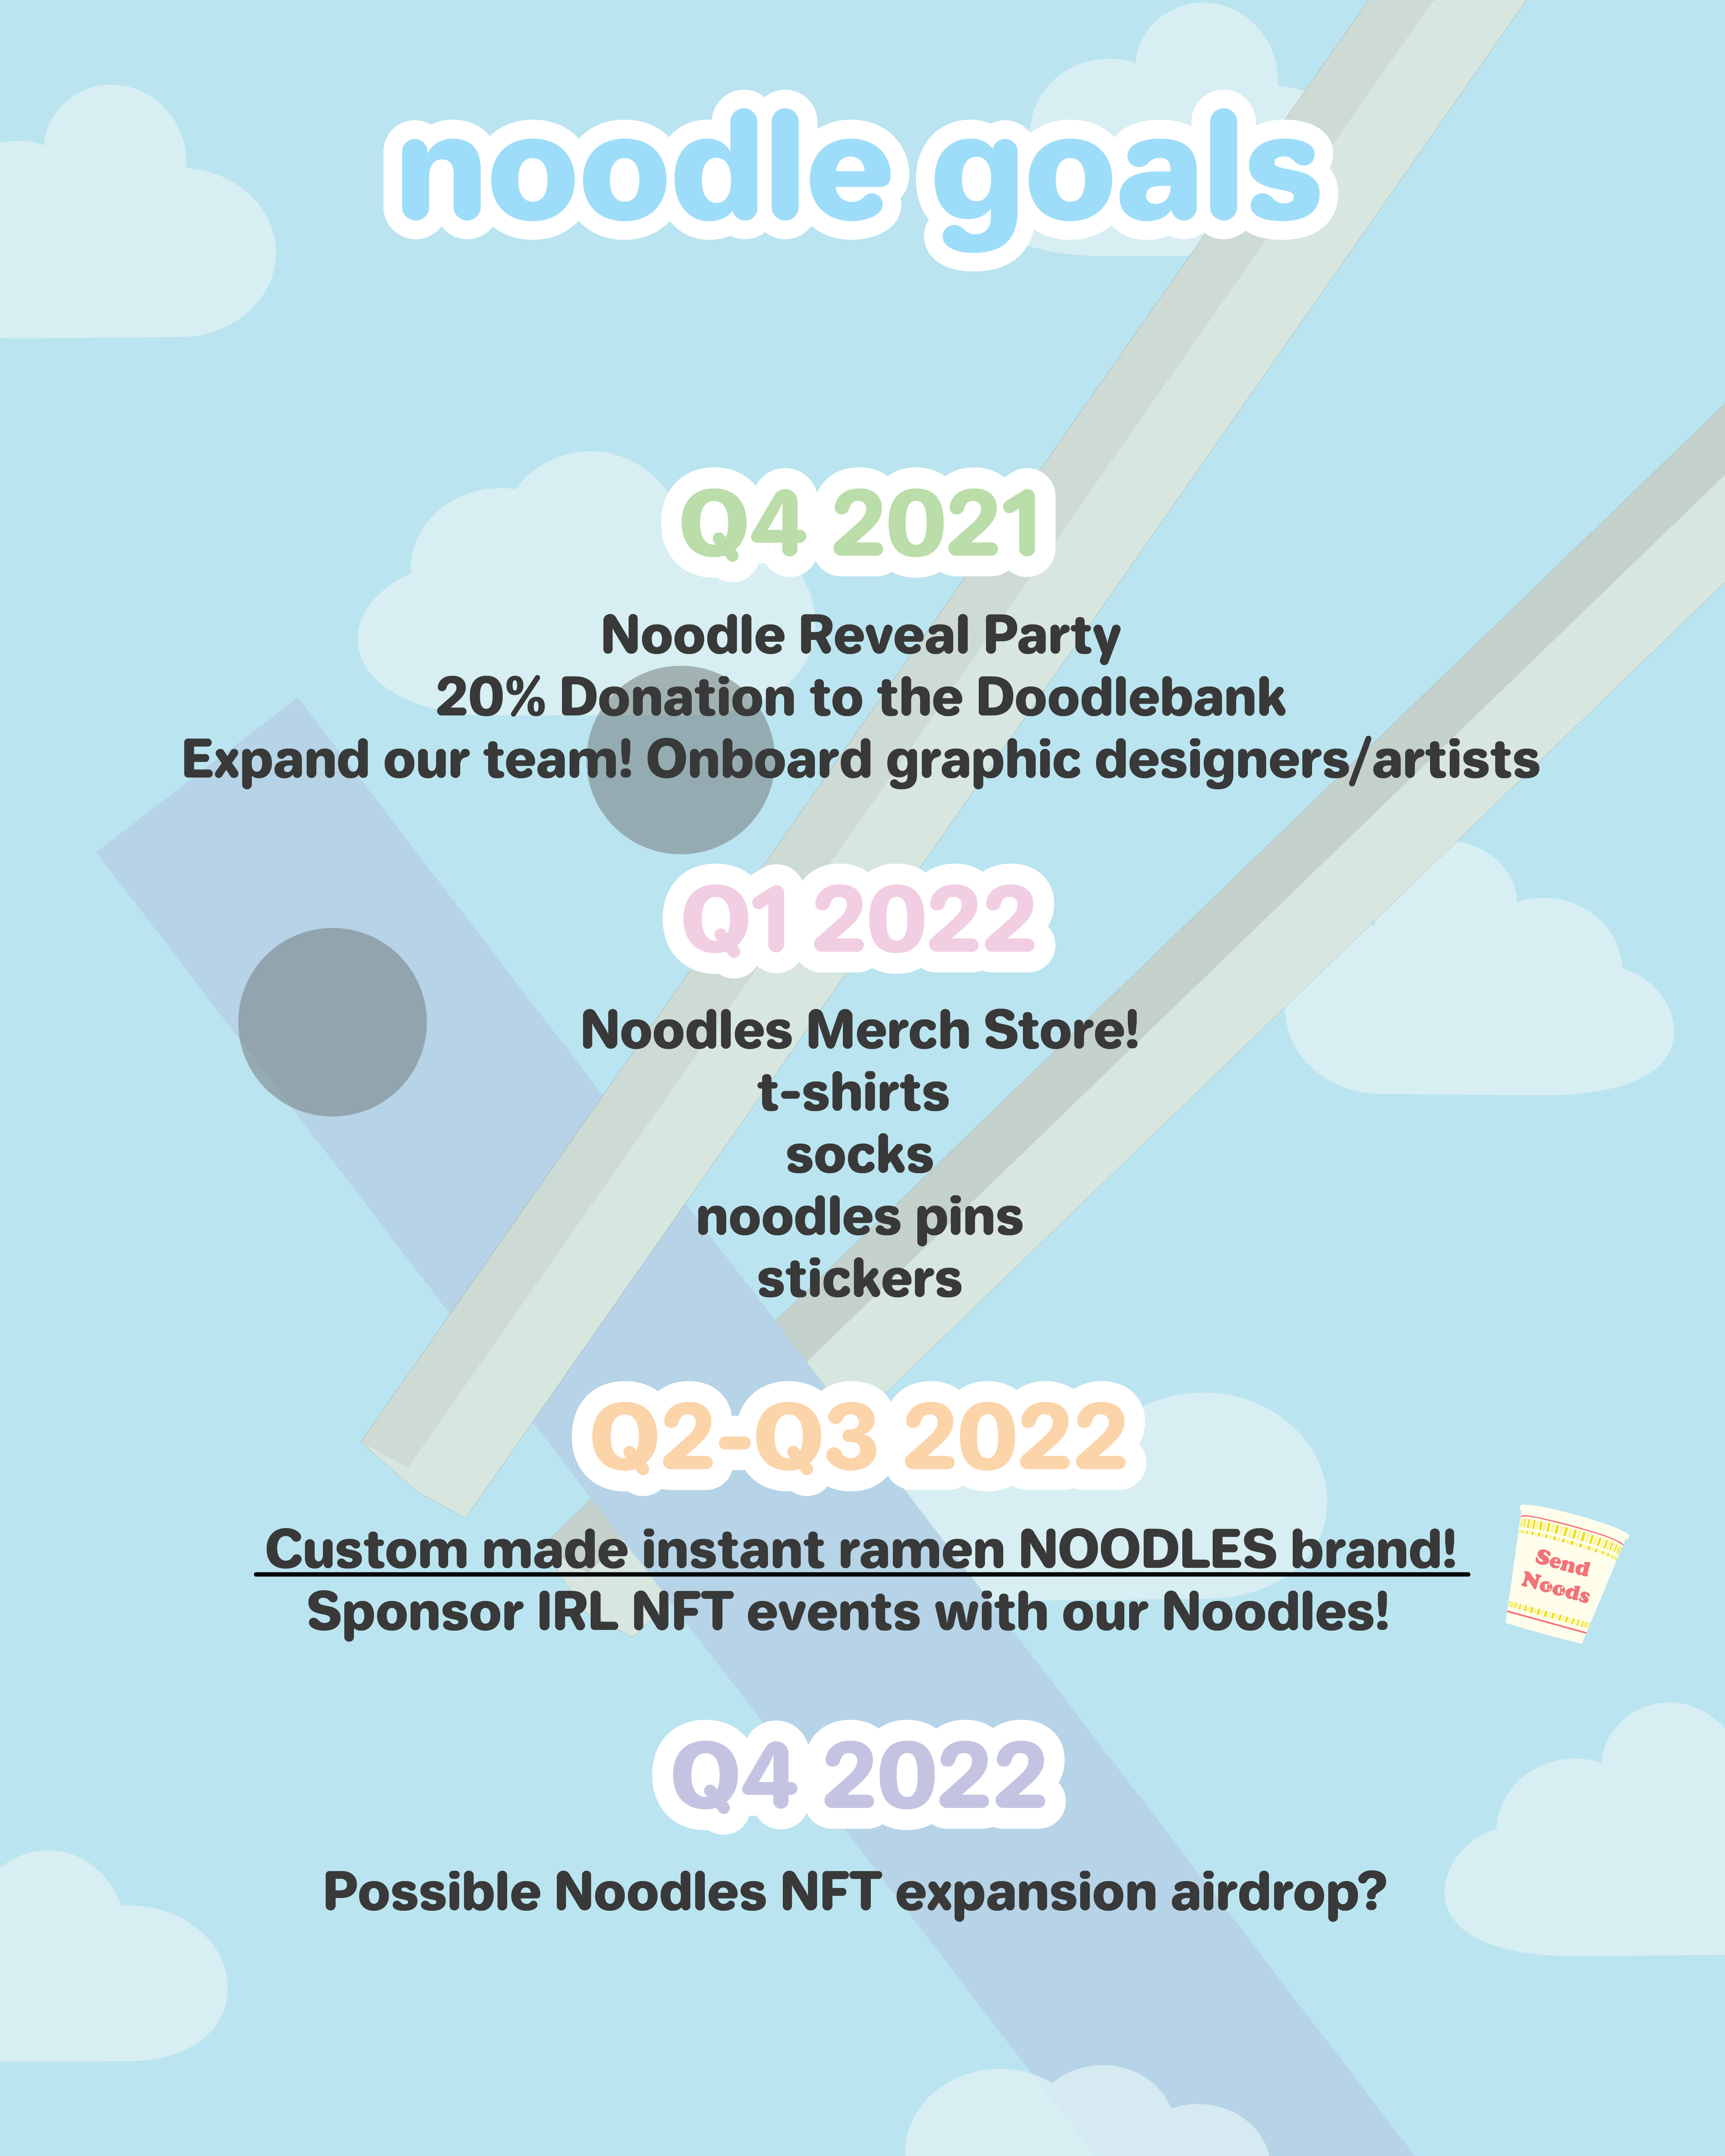 noodle goals
Q4 2021
Noodle Reveal Party
20% Donation to the Doodlebank
Expand our team! Onboard graphic designers/artists
Q1 2022
Noodles Merch Store!
t-shirts
socks
noodles pins
stickers
Q2-Q3 2022
Custom made instant ramen NOODLES brand!
Sponsor IRL NFT events with our Noodles!
Send
Noods
Q4 2022
Possible Noodles NFT expansion airdrop?